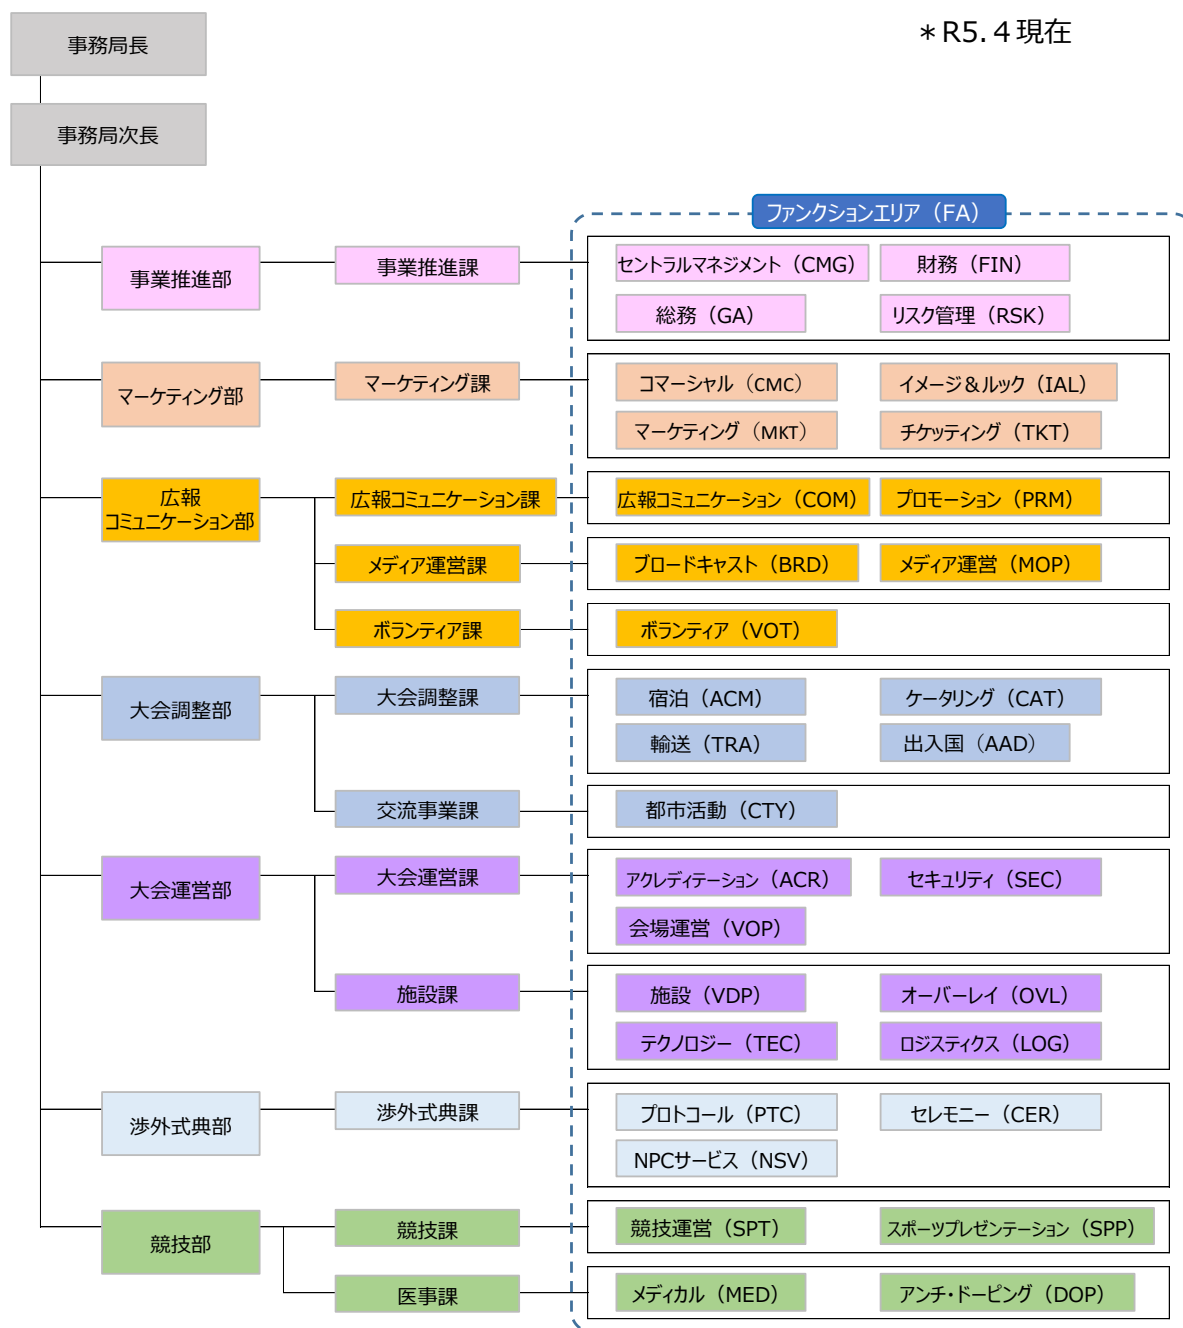 ＊R5.４現在
事務局長
事務局次長
ファンクションエリア（FA）
事業推進部
事業推進課
セントラルマネジメント（CMG）
財務（FIN）
総務（GA）
リスク管理（RSK）
マーケティング部
マーケティング課
コマーシャル（CMC）
イメージ＆ルック（IAL）
マーケティング（MKT）
チケッティング（TKT）
広報
コミュニケーション部
広報コミュニケーション課
広報コミュニケーション（COM）
プロモーション（PRM）
メディア運営課
ブロードキャスト（BRD）
メディア運営（MOP）
ボランティア課
ボランティア（VOT）
大会調整部
大会調整課
宿泊（ACM）
ケータリング（CAT）
輸送（TRA）
出入国（AAD）
交流事業課
都市活動（CTY）
大会運営部
大会運営課
アクレディテーション（ACR）
セキュリティ（SEC）
会場運営（VOP）
施設課
施設（VDP）
オーバーレイ（OVL）
テクノロジー（TEC）
ロジスティクス（LOG）
渉外式典部
渉外式典課
プロトコール（PTC）
セレモニー（CER）
NPCサービス（NSV）
競技部
競技課
競技運営（SPT）
スポーツプレゼンテーション（SPP）
医事課
メディカル（MED）
アンチ・ドーピング（DOP）